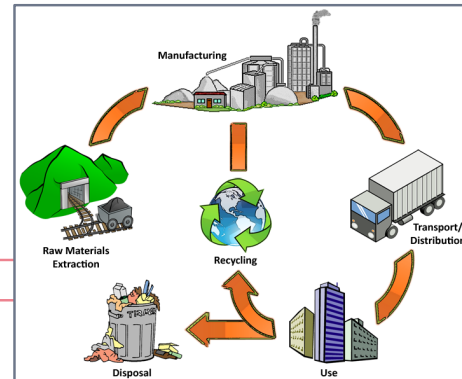 Manufacturing
Raw Materials
Extraction
Transport/
Distribution
Recycling
TRASH
Disposal
Use